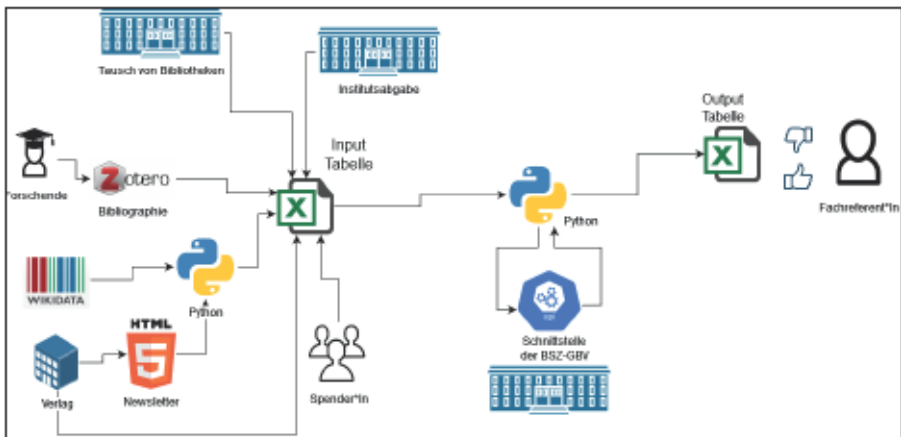 Tausch von Bibliotheken
Institutsabgabe
Output
Tabelle
Input
Tabelle
X
X
Forschende
Zotero
Bibliographie
Python
Fachreferent*in
WIKIDATA
Python
HTML
5
Schnittstelle
der BSZ-GBV
Verlag
Newsletter
Spender*in